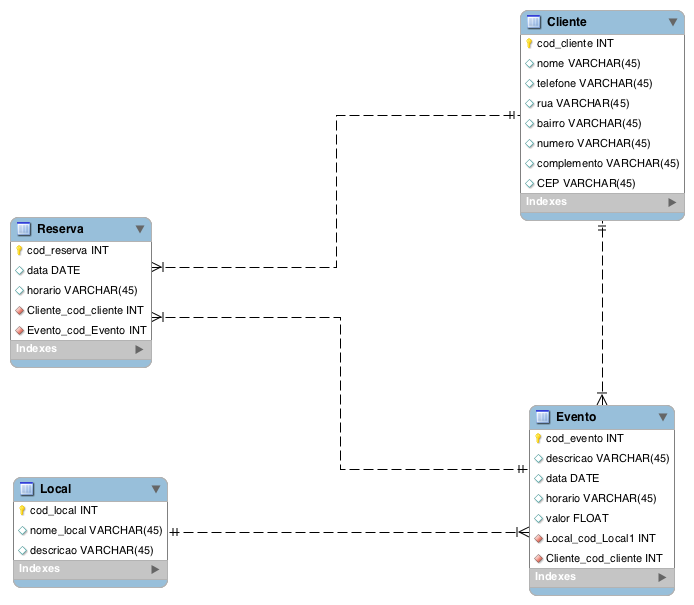 Cliente
cod_cliente INT
nome VARCHAR(45)
telefone VARCHAR(45)
rua VARCHAR(45)
bairro VARCHAR(45)
numero VARCHAR(45)
complemento VARCHAR(45)
CEP VARCHAR(45)
Indexes
Reserva
cod_reserva INT
data DATE
horario VARCHAR(45)
Cliente_cod_cliente INT
Evento_cod_Evento INT
Indexes
Evento
cod_evento INT
descricao VARCHAR(45)
data DATE
horario VARCHAR(45)
valor FLOAT
Local_cod_Local1 INT
Cliente_cod_cliente INT
Indexes
Local
cod_local INT
nome_local VARCHAR(45)
descricao VARCHAR(45)
Indexes